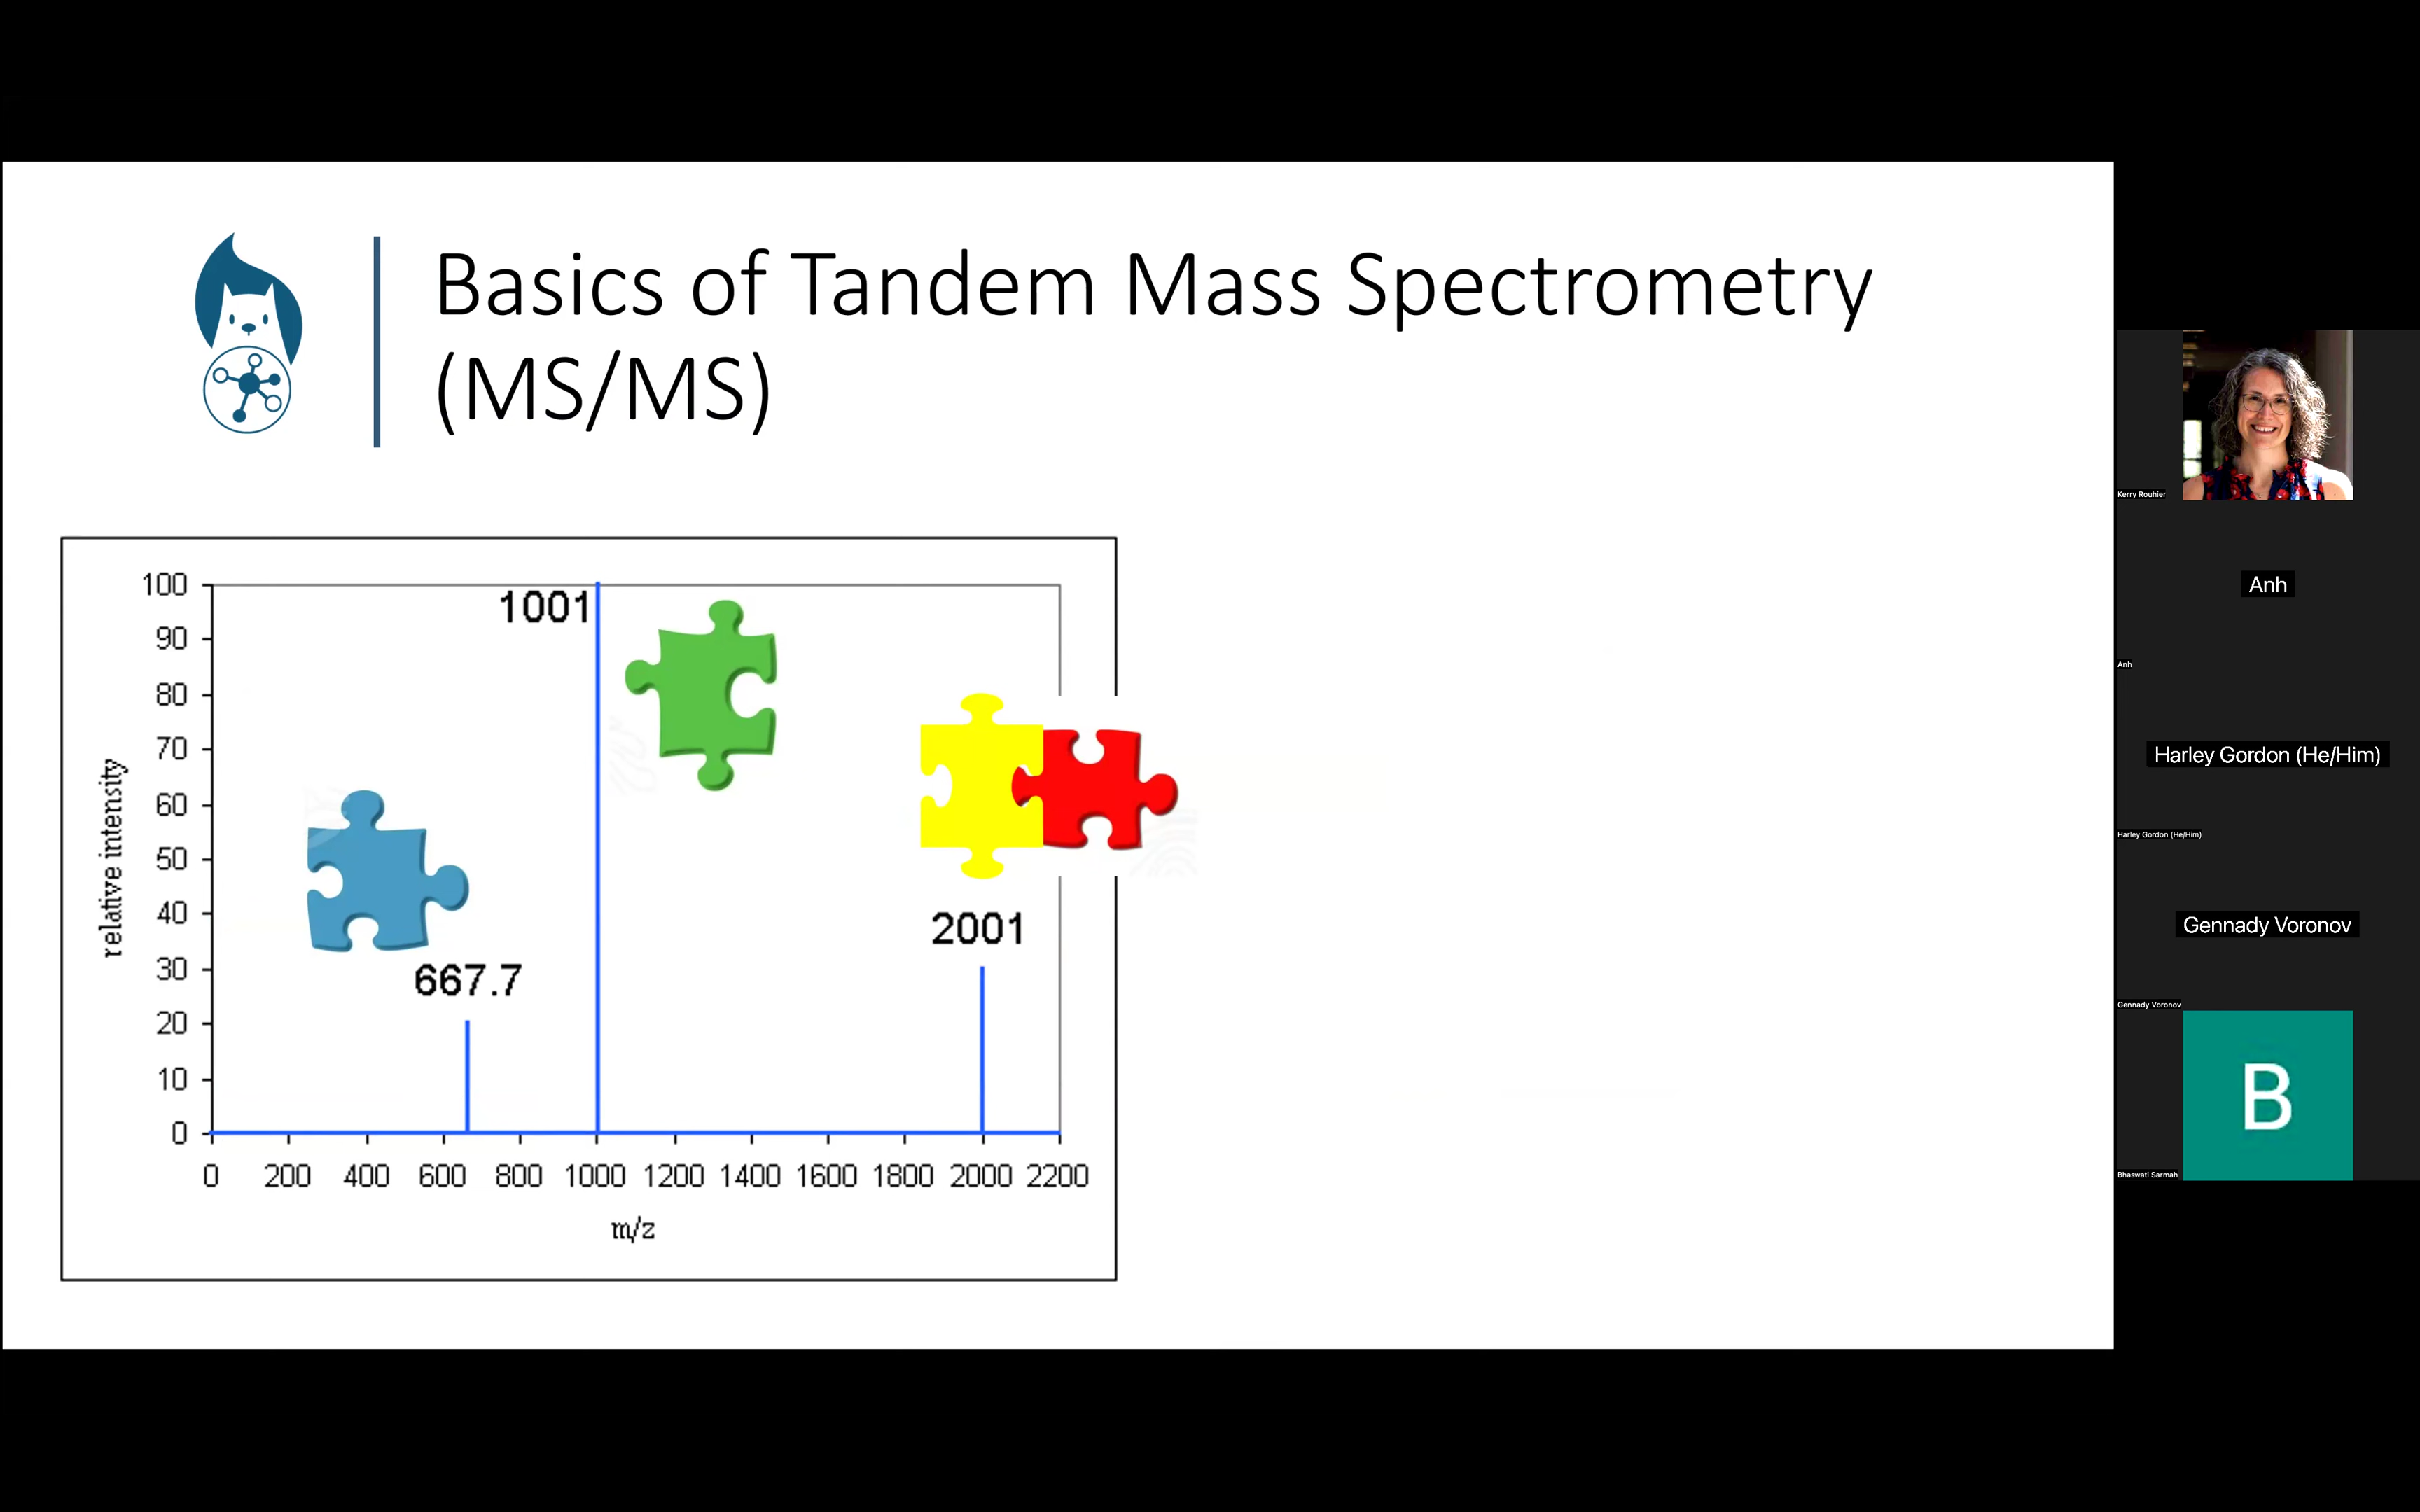 Basics of Tandem Mass Spectrometry
(MS/MS)
100
90
80
70
60
50
40
30
20
10
0
relative intensity
1001
667.7
2001
0 200 400 600 800 1000 1200 1400 1600 1800 2000 2200
m/z
Kerry Rouhier
Anh
Anh
Harley Gordon (He/Him)
Harley Gordon (He/Him)
Gennady Voronov
Gennady Voronov
B
Bhaswati Sarmah